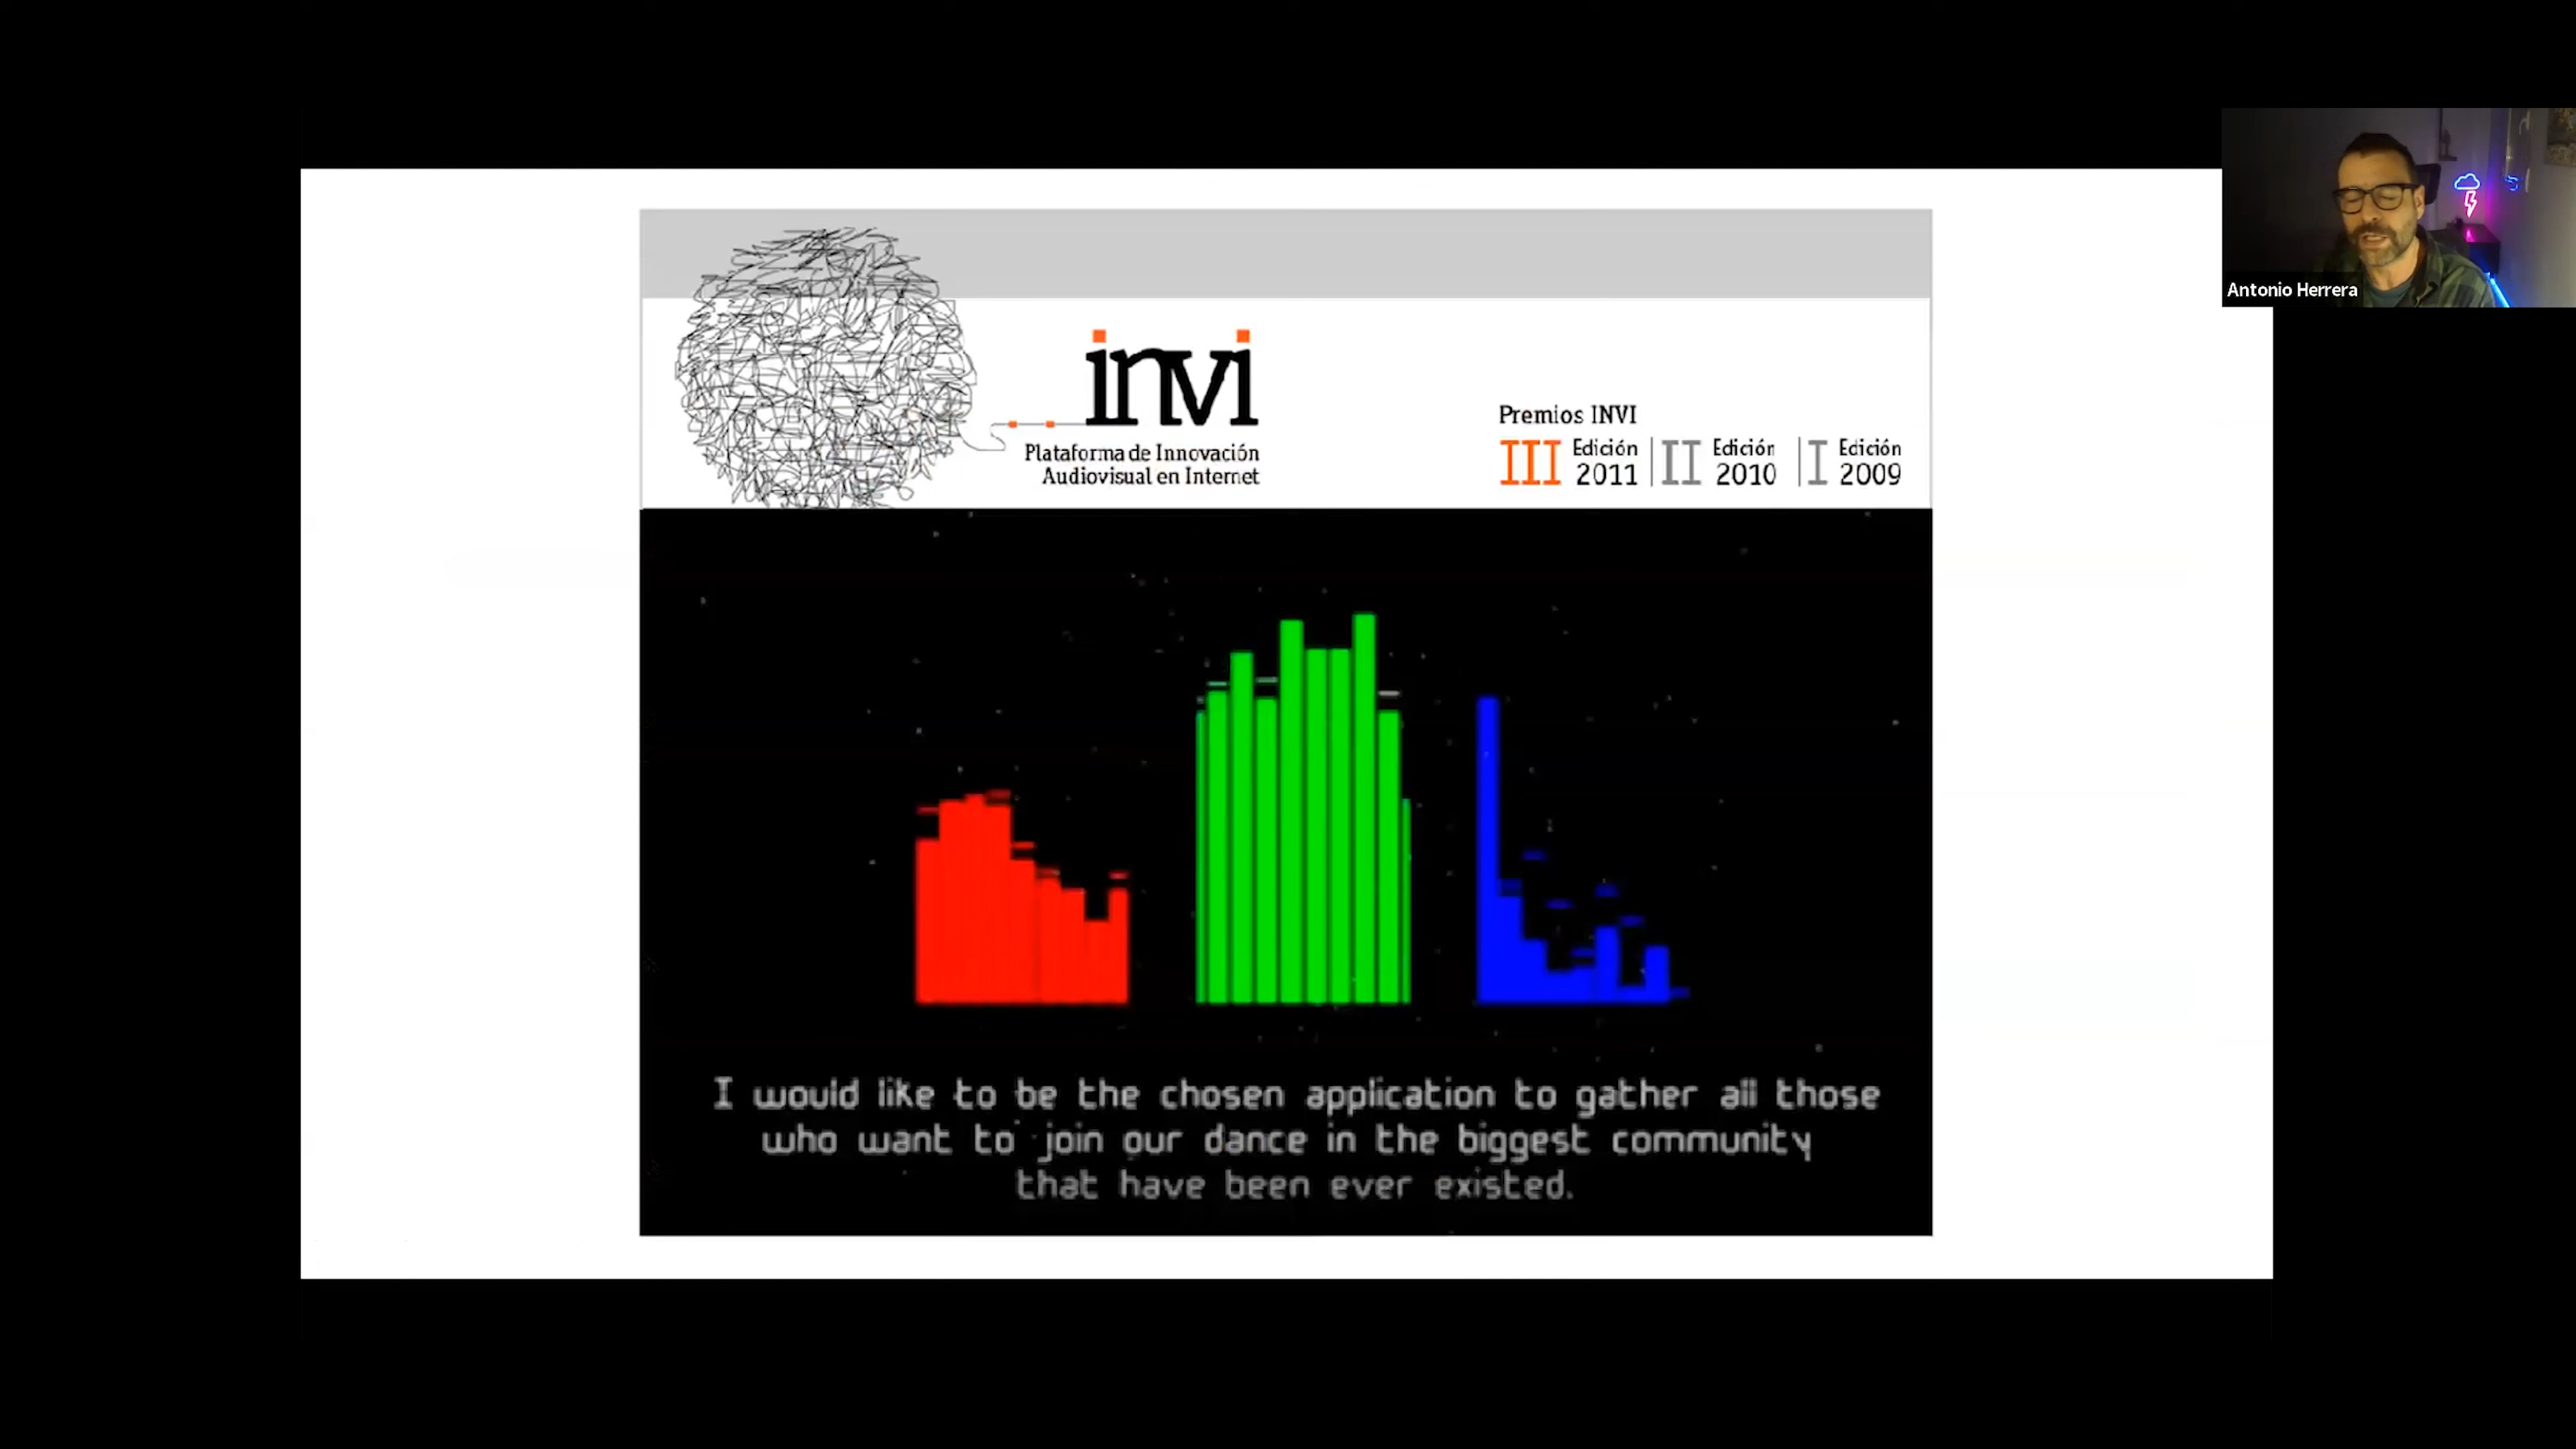 invi
Plataforma de Innovación
Audiovisual en Internet
Premios INVI
III Edición 2011 | II Edición 2010 | I Edición 2009
I would like to be the chosen application to gather all those
who want to join our dance in the biggest community
that have been ever existed.
Antonio Herrera